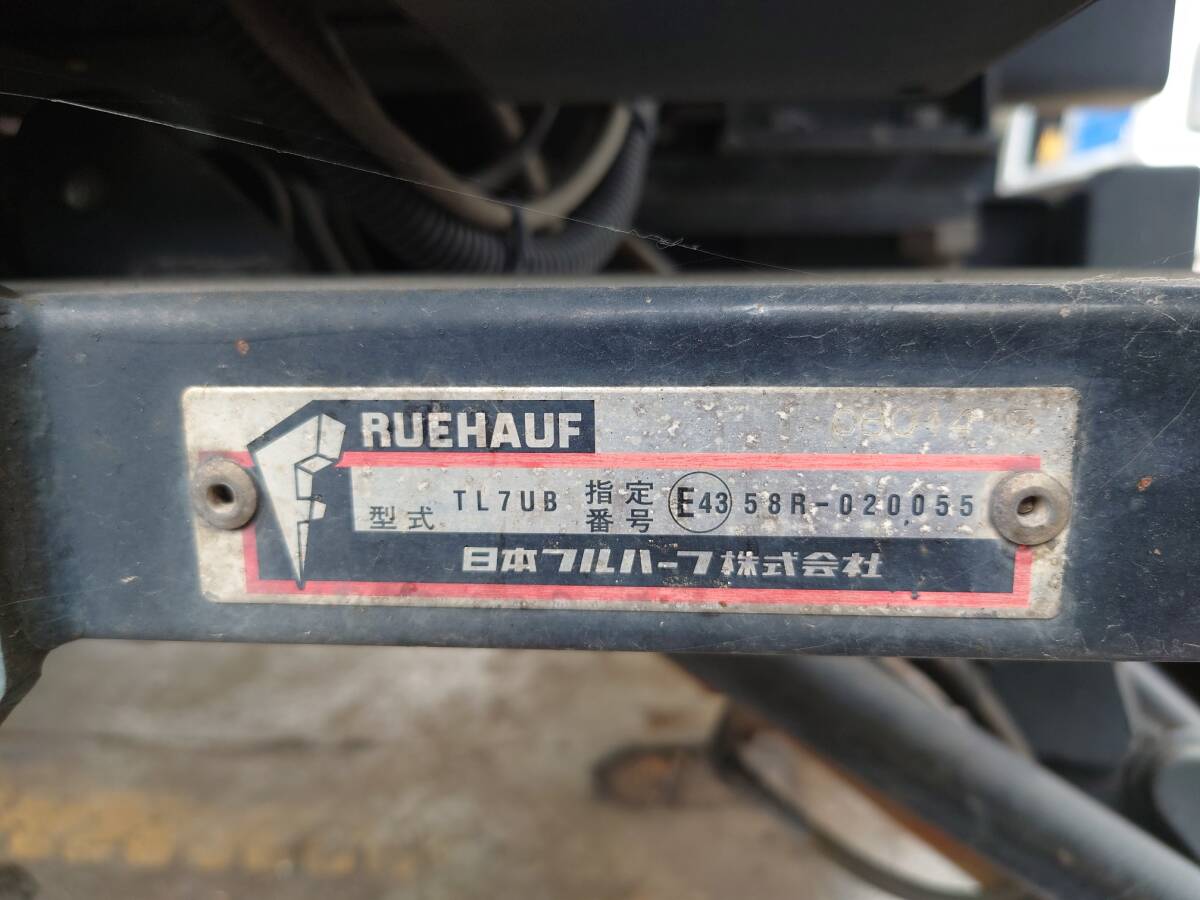 FRUEHAUF
型式 TL7UB 指定番号 E43 58R-020055
日本フルハーフ株式会社